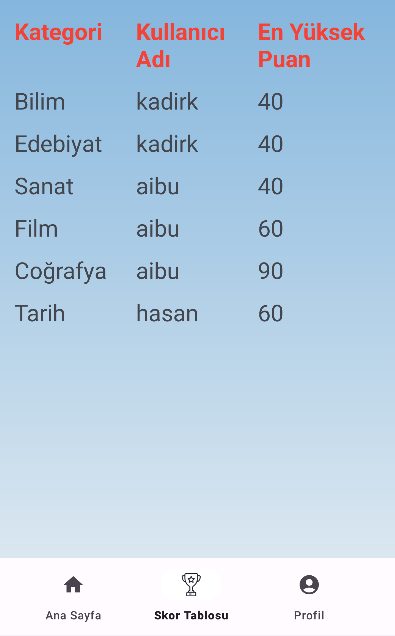 Kategori Kullanıcı Adı En Yüksek Puan
Bilim kadirk 40
Edebiyat kadirk 40
Sanat aibu 40
Film aibu 60
Coğrafya aibu 90
Tarih hasan 60
Ana Sayfa Skor Tablosu Profil